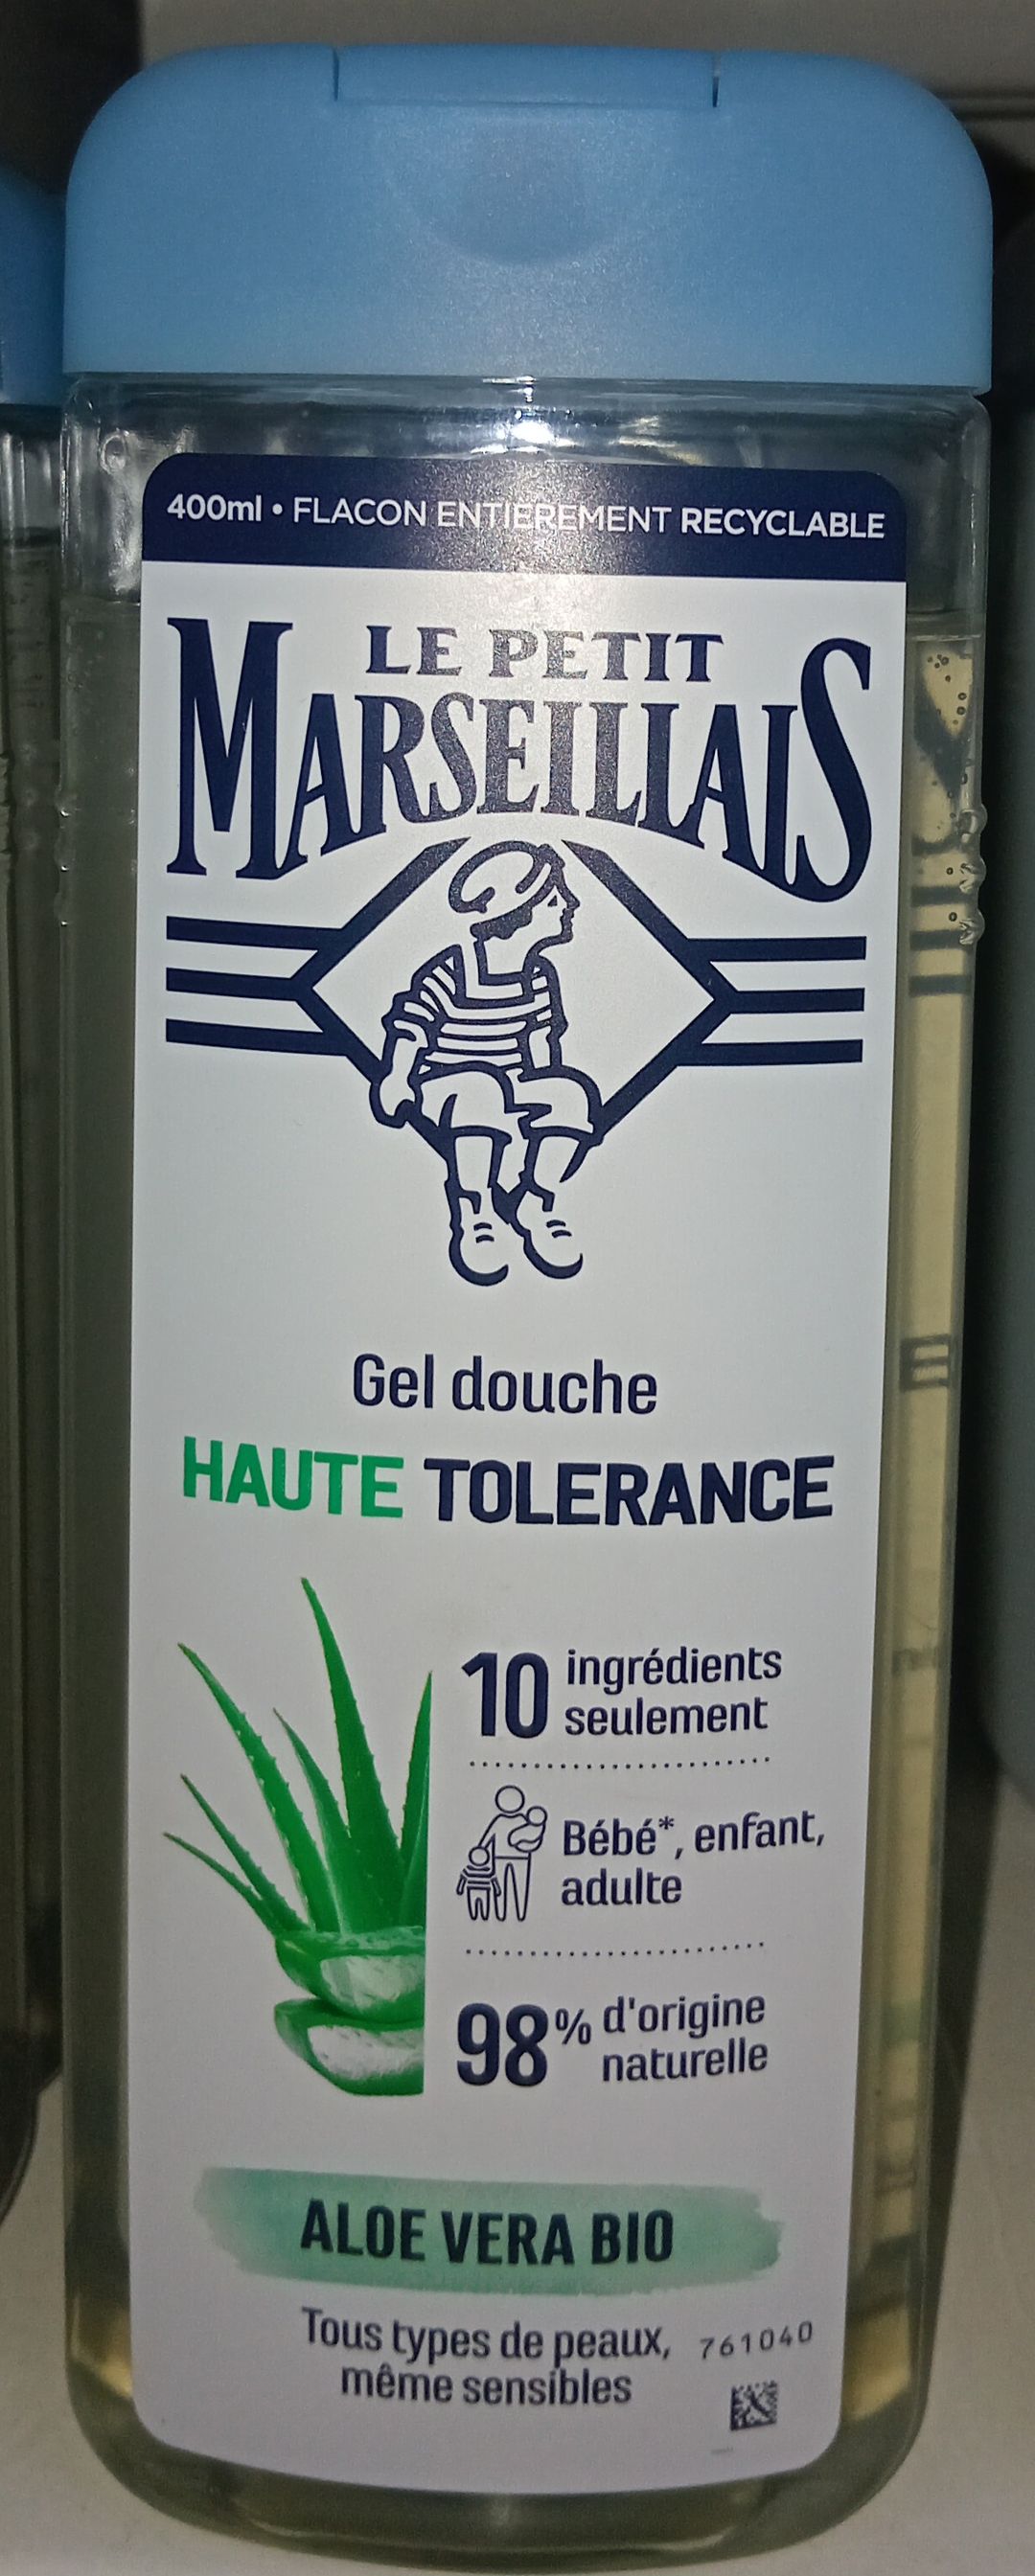 400ml • FLACON ENTIEREMENT RECYCLABLE
LE PETIT
MARSEILLAIS
Gel douche
HAUTE TOLERANCE
10 ingrédients
seulement
Bébé*, enfant,
adulte
98% d'origine
naturelle
ALOE VERA BIO
Tous types de peaux,
même sensibles
761040